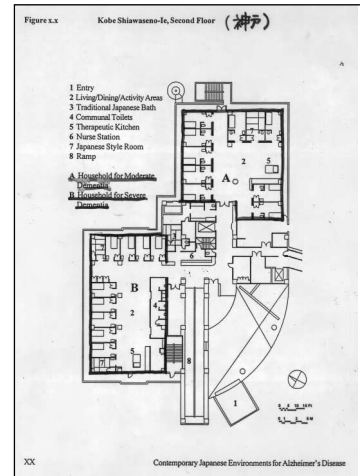 Figure x.x Kobe Shiawaseno-Ie, Second Floor (神戸)
1 Entry
2 Living/Dining/Activity Areas
3 Traditional Japanese Bath
4 Communal Toilets
5 Therapeutic Kitchen
6 Nurse Station
7 Japanese Style Room
8 Ramp
A Household for Moderate
Dementia
B Household for Severe
Dementia
7
2
5
A
3
6
B
4
2
5
7
8
1
XX Contemporary Japanese Environments for Alzheimer's Disease